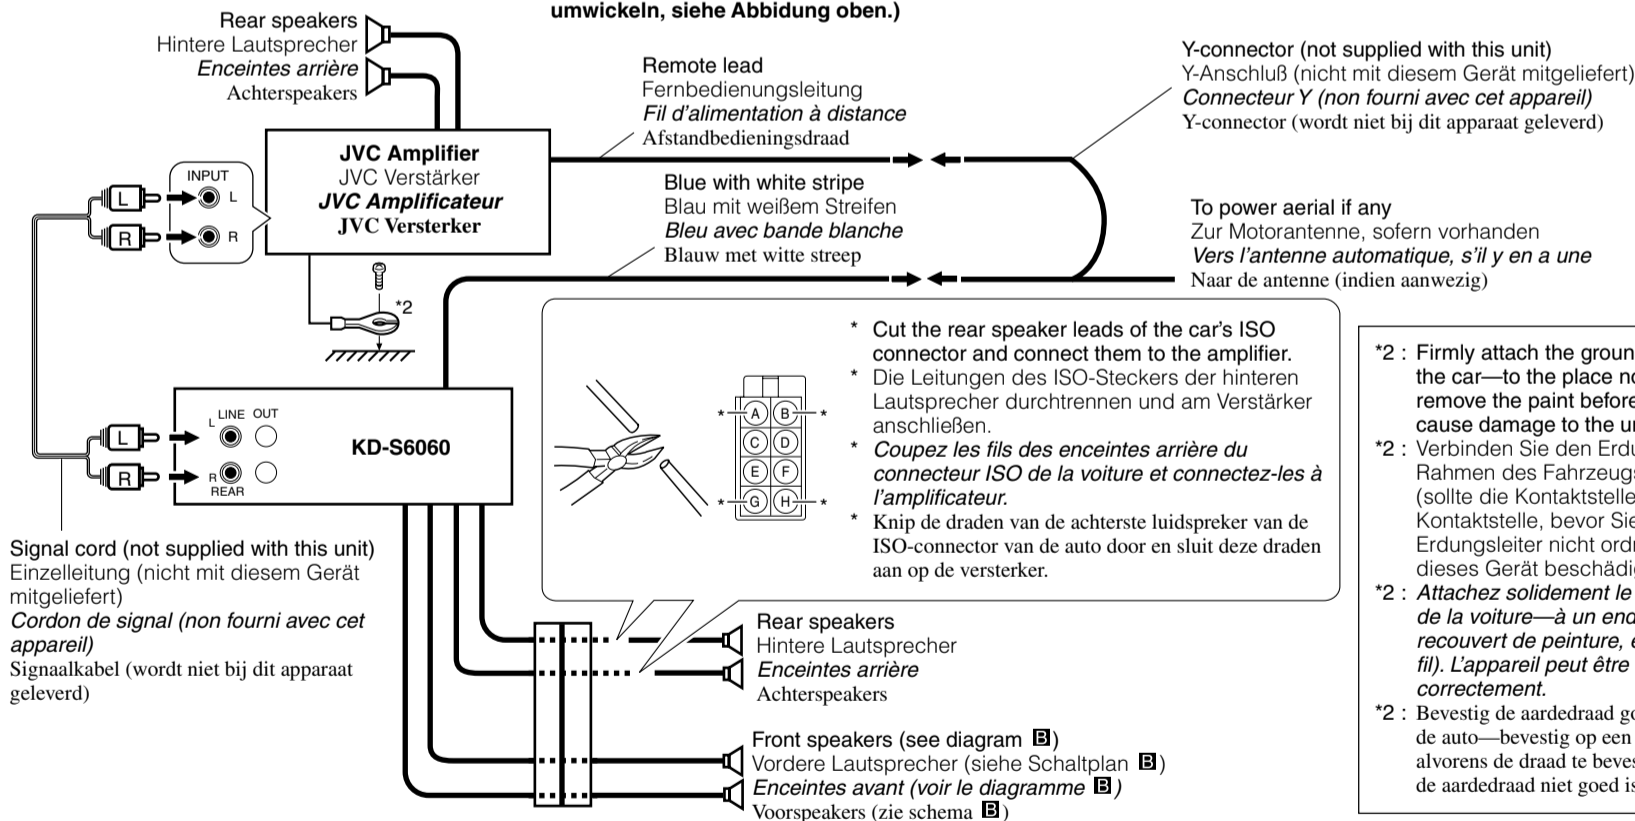 umwickeln, siehe Abbidung oben.)
Rear speakers
Hintere Lautsprecher
Enceintes arrière
Achterspeakers
Remote lead
Fernbedienungsleitung
Fil d'alimentation à distance
Afstandbedieningsdraad
Y-connector (not supplied with this unit)
Y-Anschluß (nicht mit diesem Gerät mitgeliefert)
Connecteur Y (non fourni avec cet appareil)
Y-connector (wordt niet bij dit apparaat geleverd)
JVC Amplifier
JVC Verstärker
JVC Amplificateur
JVC Versterker
INPUT
L
L
R
R
Blue with white stripe
Blau mit weißem Streifen
Bleu avec bande blanche
Blauw met witte streep
To power aerial if any
Zur Motorantenne, sofern vorhanden
Vers l'antenne automatique, s'il y en a une
Naar de antenne (indien aanwezig)
*2
* Cut the rear speaker leads of the car's ISO
connector and connect them to the amplifier.
* Die Leitungen des ISO-Steckers der hinteren
Lautsprecher durchtrennen und am Verstärker
anschließen.
* Coupez les fils des enceintes arrière du
connecteur ISO de la voiture et connectez-les à
l'amplificateur.
* Knip de draden van de achterste luidspreker van de
ISO-connector van de auto door en sluit deze draden
aan op de versterker.
* A B *
C D
E F
* G H *
L
R
L LINE OUT
R
REAR
KD-S6060
Signal cord (not supplied with this unit)
Einzelleitung (nicht mit diesem Gerät
mitgeliefert)
Cordon de signal (non fourni avec cet
appareil)
Signaalkabel (wordt niet bij dit apparaat
geleverd)
Rear speakers
Hintere Lautsprecher
Enceintes arrière
Achterspeakers
Front speakers (see diagram B)
Vordere Lautsprecher (siehe Schaltplan B)
Enceintes avant (voir le diagramme B)
Voorspeakers (zie schema B)
*2 : Firmly attach the groun
the car—to the place no
remove the paint before
cause damage to the un
*2 : Verbinden Sie den Erdu
Rahmen des Fahrzeugs
(sollte die Kontaktstelle
Kontaktstelle, bevor Sie
Erdungsleiter nicht ordn
dieses Gerät beschädig
*2 : Attachez solidement le
de la voiture—à un end
recouvert de peinture, e
fil). L'appareil peut être
correctement.
*2 : Bevestig de aardedraad go
de auto—bevestig op een
alvorens de draad te beves
de aardedraad niet goed is